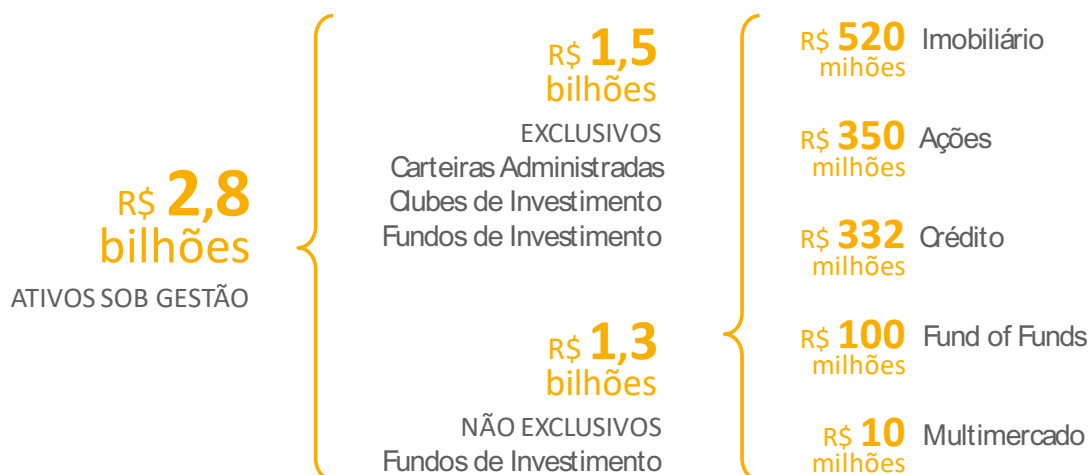 R$ 2,8
bilhões
ATIVOS SOB GESTÃO
R$ 1,5
bilhões
EXCLUSIVOS
Carteiras Administradas
Clubes de Investimento
Fundos de Investimento
R$ 1,3
bilhões
NÃO EXCLUSIVOS
Fundos de Investimento
R$ 520 Imobiliário
mihões
R$ 350 Ações
milhões
R$ 332 Crédito
milhões
R$ 100 Fund of Funds
milhões
R$ 10 Multimercado
milhões